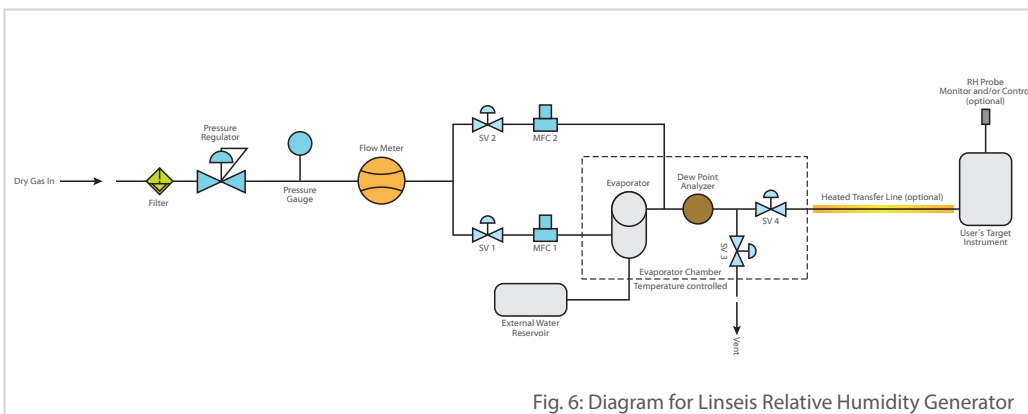 RH Probe
Monitor and/or Control
(optional)
Pressure
Regulator
SV 2
MFC 2
Flow Meter
Dry Gas In
Filter
Pressure
Gauge
Evaporator
Dew Point
Analyzer
Heated Transfer Line (optional)
SV 4
SV 1
MFC 1
SV 3
User´s Target
Instrument
Evaporator Chamber
Temperature controlled
External Water
Reservoir
Vent
Fig. 6: Diagram for Linseis Relative Humidity Generator